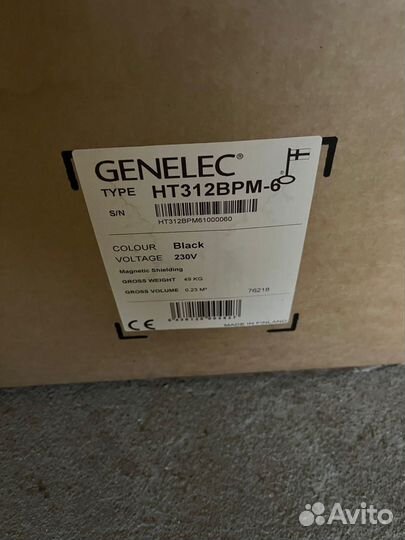 GENELEC®
TYPE HT312BPM-6
S/N
HT312BPM61000060
COLOUR Black
VOLTAGE 230V
Magnetic Shielding
GROSS WEIGHT 49 KG
GROSS VOLUME 0.23 M³
76218
CE
MADE IN FINLAND
Avito